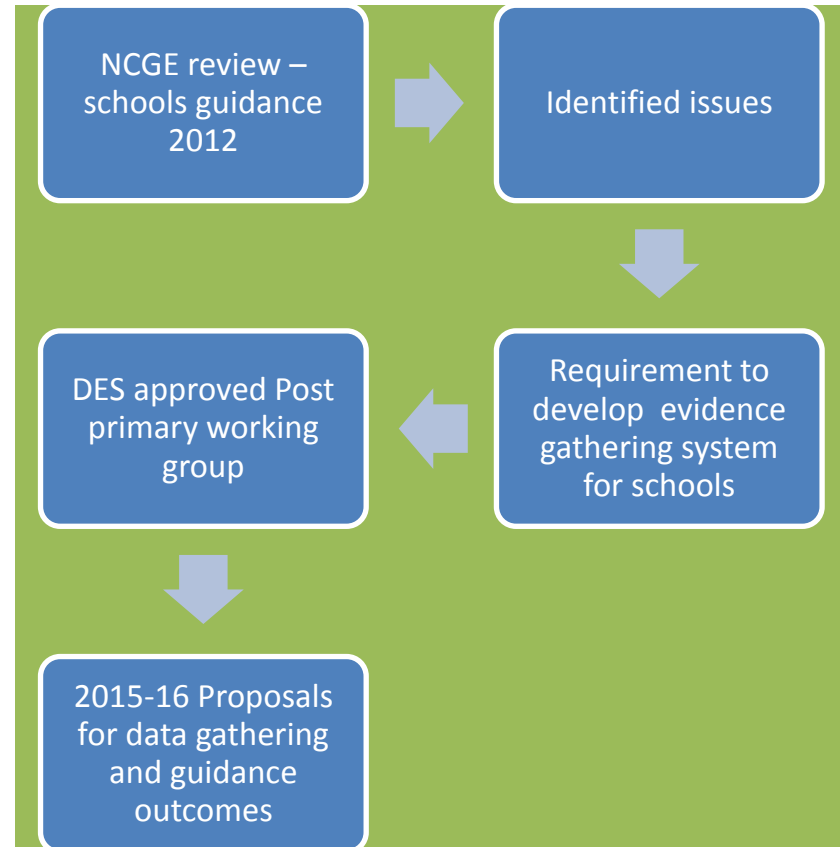 NCGE review –
schools guidance
2012
Identified issues
Requirement to
develop evidence
gathering system
for schools
DES approved Post
primary working
group
2015-16 Proposals
for data gathering
and guidance
outcomes